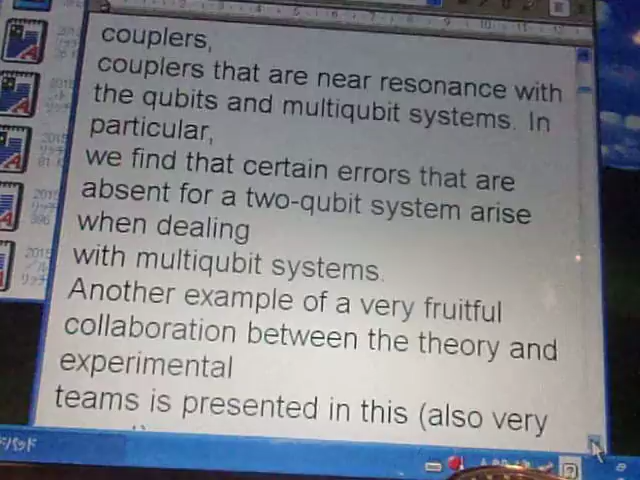 couplers,
couplers that are near resonance with
the qubits and multiqubit systems. In
particular,
we find that certain errors that are
absent for a two-qubit system arise
when dealing
with multiqubit systems.
Another example of a very fruitful
collaboration between the theory and
experimental
teams is presented in this (also very